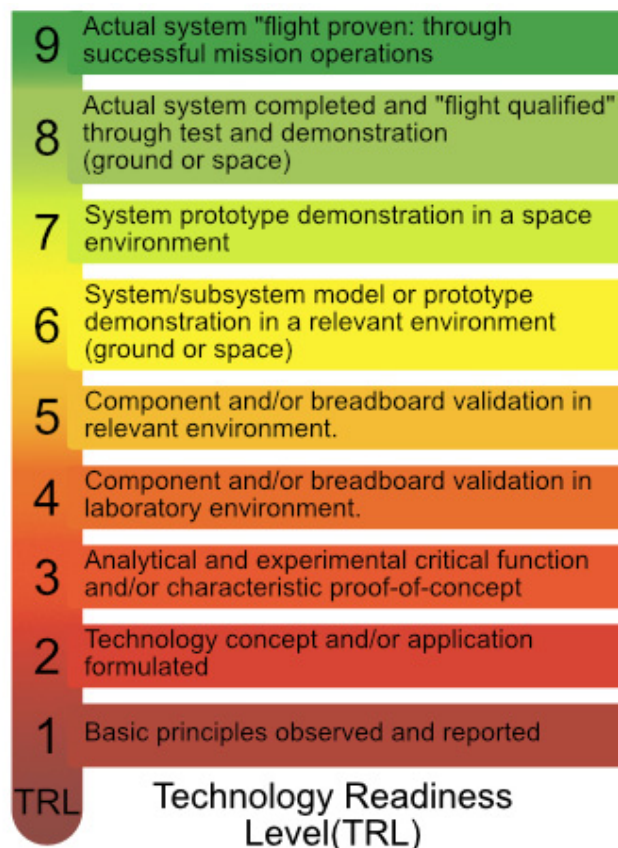 9 Actual system "flight proven: through
successful mission operations
8 Actual system completed and "flight qualified"
through test and demonstration
(ground or space)
7 System prototype demonstration in a space
environment
6 System/subsystem model or prototype
demonstration in a relevant environment
(ground or space)
5 Component and/or breadboard validation in
relevant environment.
4 Component and/or breadboard validation in
laboratory environment.
3 Analytical and experimental critical function
and/or characteristic proof-of-concept
2 Technology concept and/or application
formulated
1 Basic principles observed and reported
TRL Technology Readiness
Level(TRL)